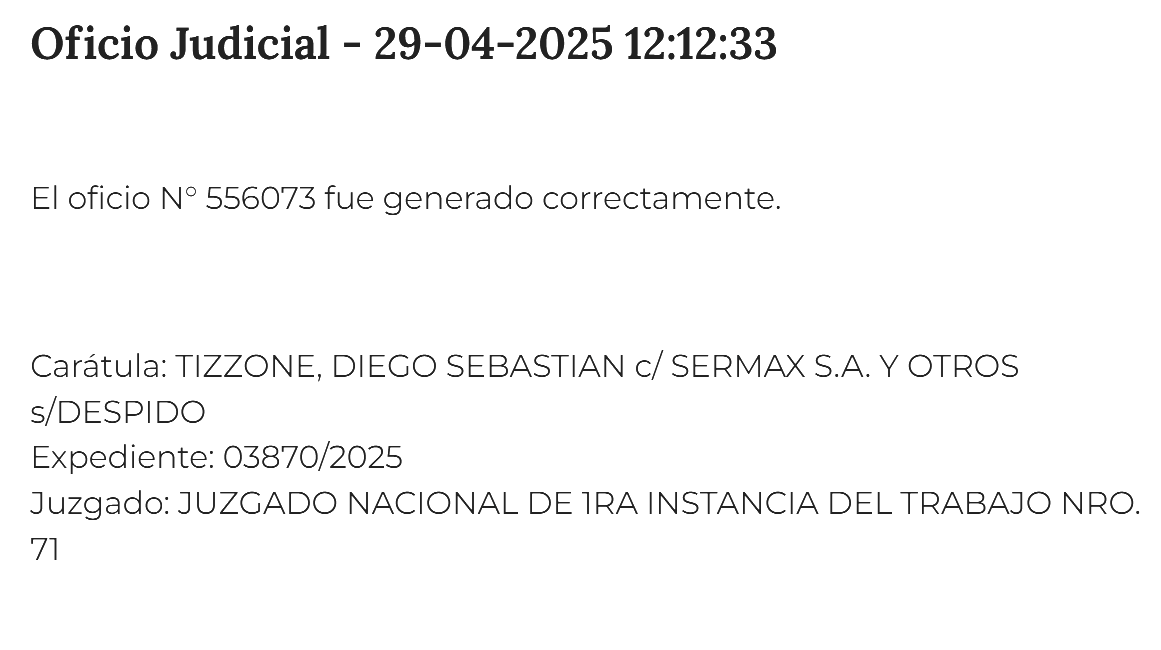 Oficio Judicial - 29-04-2025 12:12:33
El oficio N° 556073 fue generado correctamente.
Carátula: TIZZONE, DIEGO SEBASTIAN c/ SERMAX S.A. Y OTROS
s/DESPIDO
Expediente: 03870/2025
Juzgado: JUZGADO NACIONAL DE 1RA INSTANCIA DEL TRABAJO NRO.
71